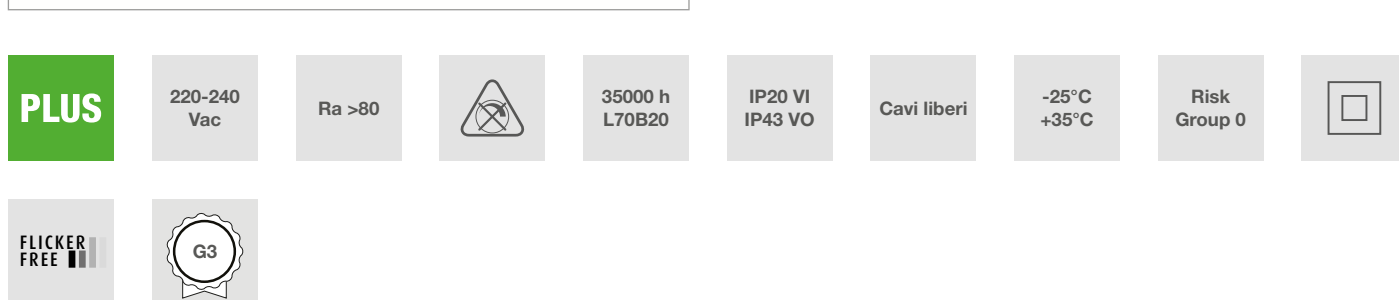 PLUS
220-240
Vac
Ra >80
35000 h
L70B20
IP20 VI
IP43 VO
Cavi liberi
-25°C
+35°C
Risk
Group 0
FLICKER
FREE
G3